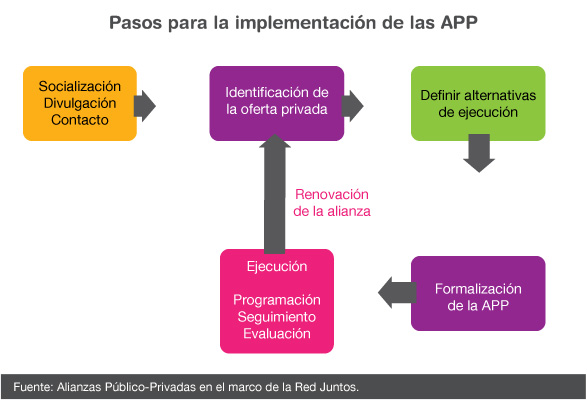 Pasos para la implementación de las APP
Socialización
Divulgación
Contacto
Identificación de
la oferta privada
Definir alternativas
de ejecución
Renovación
de la alianza
Ejecución
Programación
Seguimiento
Evaluación
Formalización
de la APP
Fuente: Alianzas Público-Privadas en el marco de la Red Juntos.